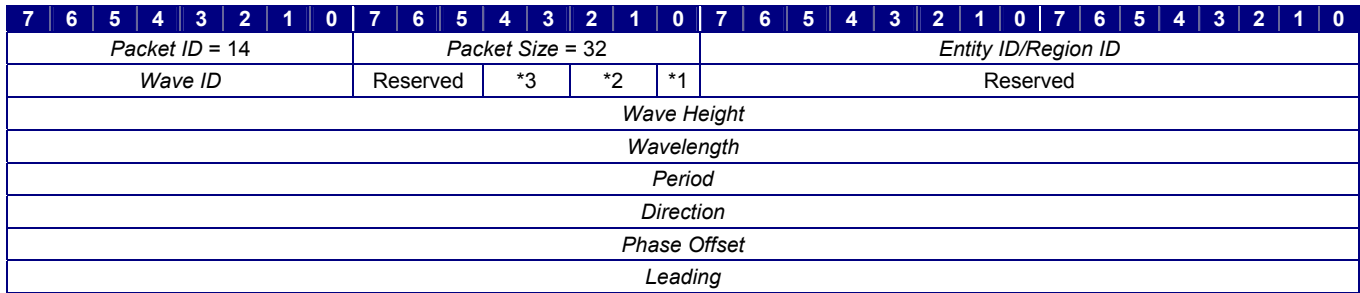 7 6 5 4 3 2 1 0 7 6 5 4 3 2 1 0 7 6 5 4 3 2 1 0 7 6 5 4 3 2 1 0
Packet ID = 14 Packet Size = 32 Entity ID/Region ID
Wave ID Reserved *3 *2 *1 Reserved
Wave Height
Wavelength
Period
Direction
Phase Offset
Leading